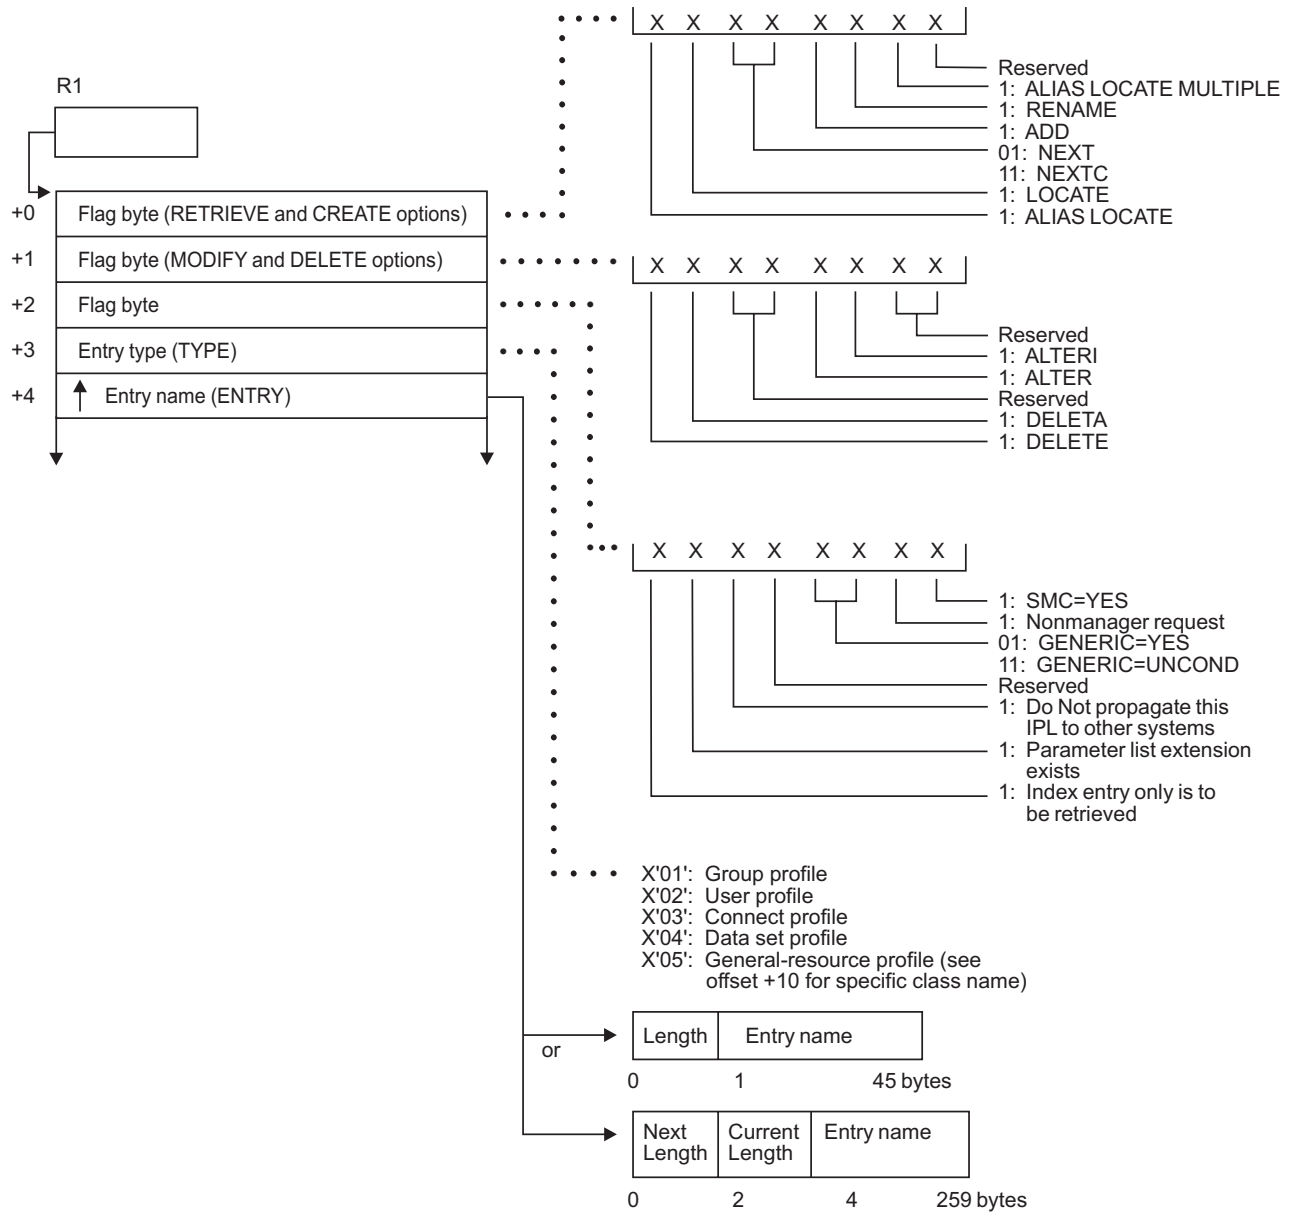 X X X X X X X X
Reserved
1: ALIAS LOCATE MULTIPLE
1: RENAME
1: ADD
01: NEXT
11: NEXTC
1: LOCATE
1: ALIAS LOCATE
R1
+0 Flag byte (RETRIEVE and CREATE options)
+1 Flag byte (MODIFY and DELETE options)
+2 Flag byte
+3 Entry type (TYPE)
+4 Entry name (ENTRY)
X X X X X X X X
Reserved
1: ALTERI
1: ALTER
Reserved
1: DELETA
1: DELETE
X X X X X X X X
1: SMC=YES
1: Nonmanager request
01: GENERIC=YES
11: GENERIC=UNCOND
Reserved
1: Do Not propagate this
IPL to other systems
1: Parameter list extension
exists
1: Index entry only is to
be retrieved
X'01': Group profile
X'02': User profile
X'03': Connect profile
X'04': Data set profile
X'05': General-resource profile (see
offset +10 for specific class name)
or
Length Entry name
0 1 45 bytes
Next Length Current Length Entry name
0 2 4 259 bytes